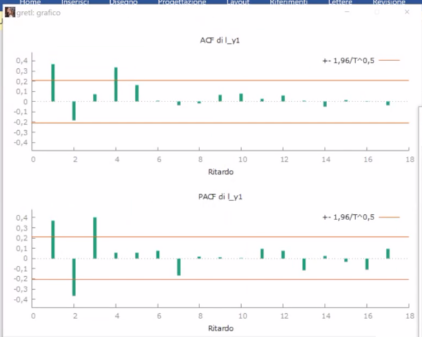 Home Inserisci Disegno Progettazione Layout Riferimenti Lettere Revisione
gretl: grafico
ACF di l_y1
+- 1,96/T^0,5
0,4
0,3
0,2
0,1
0
-0,1
-0,2
-0,3
-0,4
0 2 4 6 8 10 12 14 16 18
Ritardo
PACF di l_y1
+- 1,96/T^0,5
0,4
0,3
0,2
0,1
0
-0,1
-0,2
-0,3
-0,4
0 2 4 6 8 10 12 14 16 18
Ritardo